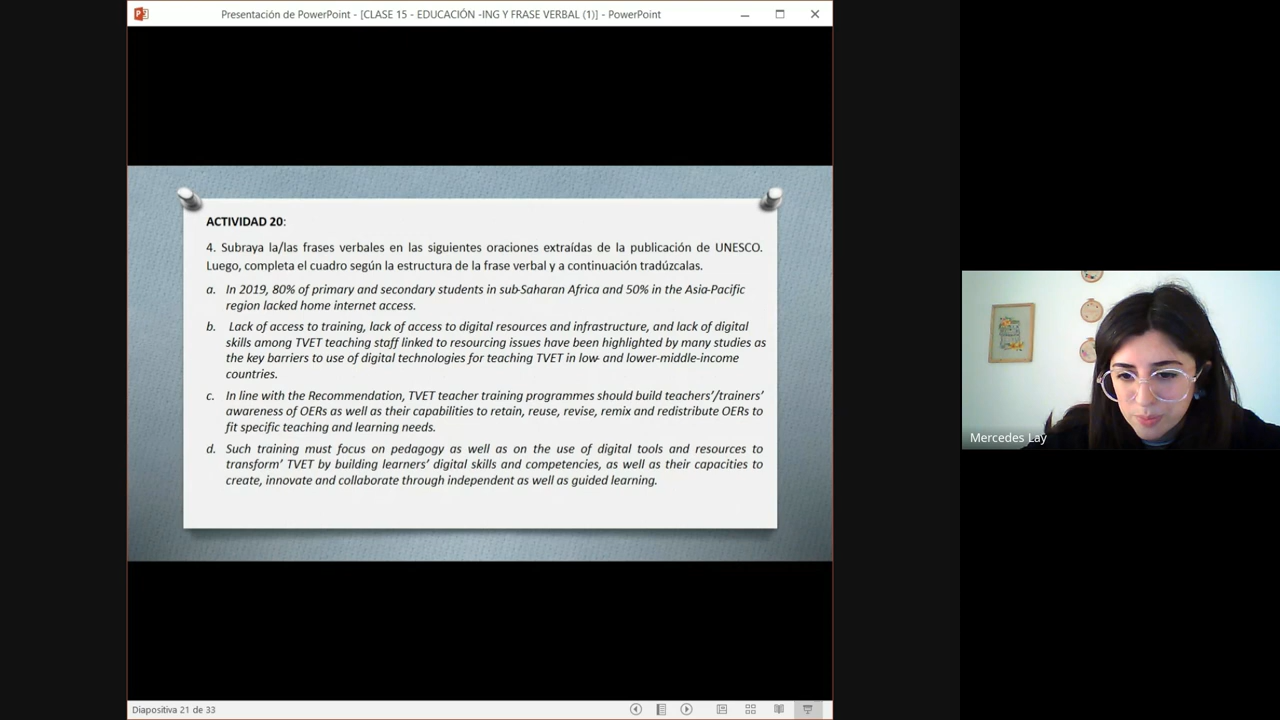 Presentación de PowerPoint - [CLASE 15 - EDUCACIÓN -ING Y FRASE VERBAL (1)] - PowerPoint
ACTIVIDAD 20:
4. Subraya la/las frases verbales en las siguientes oraciones extraídas de la publicación de UNESCO.
Luego, completa el cuadro según la estructura de la frase verbal y a continuación tradúzcalas.
a. In 2019, 80% of primary and secondary students in sub-Saharan Africa and 50% in the Asia-Pacific
region lacked home internet access.
b. Lack of access to training, lack of access to digital resources and infrastructure, and lack of digital
skills among TVET teaching staff linked to resourcing issues have been highlighted by many studies as
the key barriers to use of digital technologies for teaching TVET in low- and lower-middle-income
countries.
c. In line with the Recommendation, TVET teacher training programmes should build teachers'/trainers'
awareness of OERs as well as their capabilities to retain, reuse, revise, remix and redistribute OERs to
fit specific teaching and learning needs.
d. Such training must focus on pedagogy as well as on the use of digital tools and resources to
transform' TVET by building learners' digital skills and competencies, as well as their capacities to
create, innovate and collaborate through independent as well as guided learning.
Mercedes Lay
Diapositiva 21 de 33